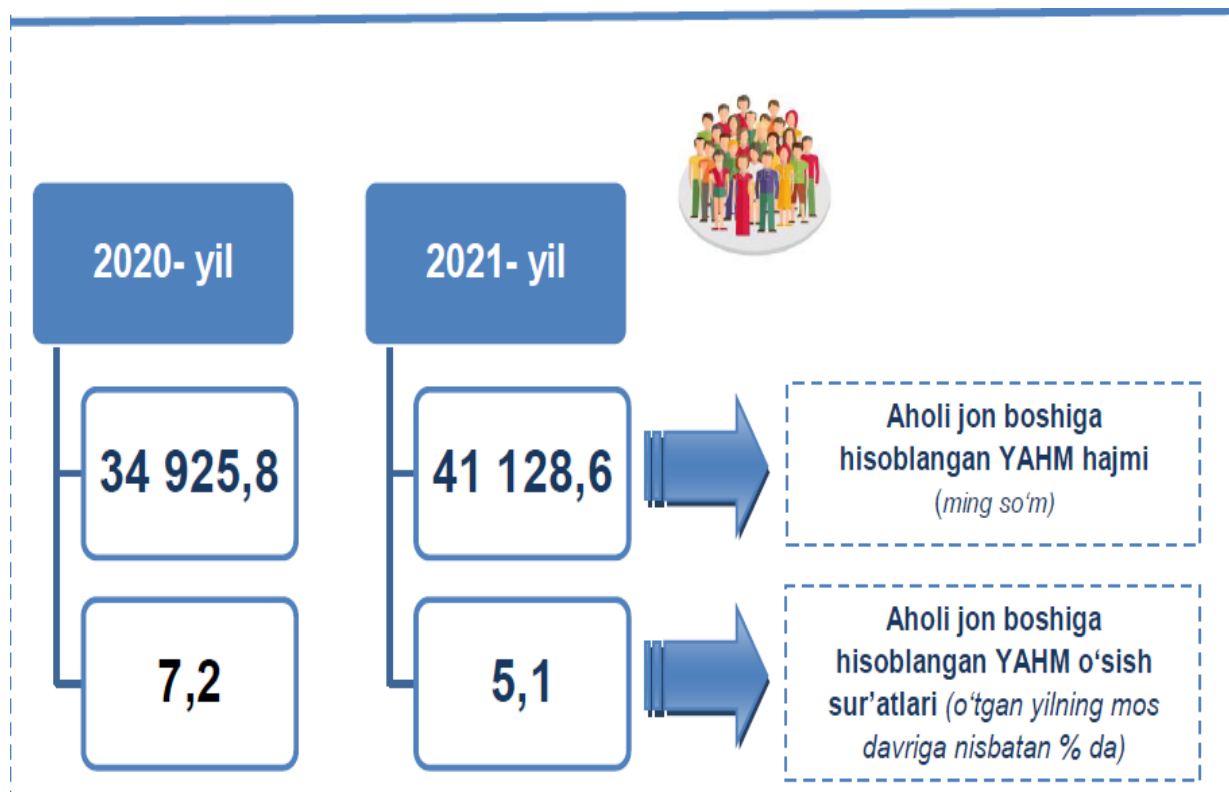 2020- yil
2021- yil
34 925,8
41 128,6
Aholi jon boshiga
hisoblangan YAHM hajmi
(ming so‘m)
7,2
5,1
Aholi jon boshiga
hisoblangan YAHM o‘sish
sur’atlari (o‘tgan yilning mos
davriga nisbatan % da)